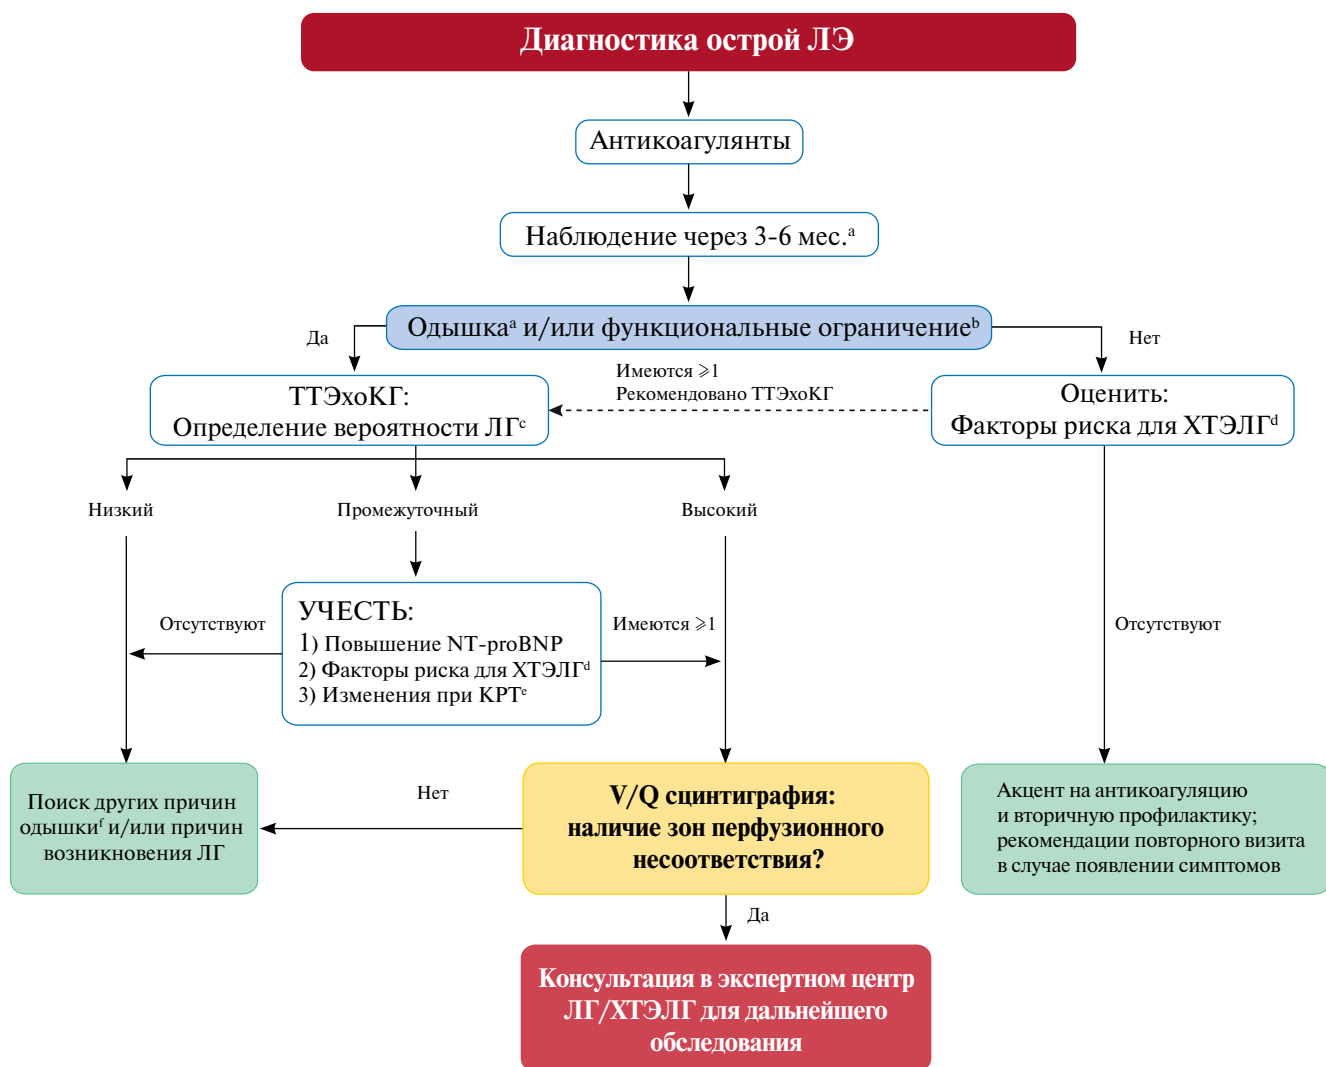 Диагностика острой ЛЭ
Антикоагулянты
Наблюдение через 3-6 мес.ᵃ
Одышкаᵃ и/или функциональные ограничениеᵇ
Да
Нет
Имеются ⩾1
Рекомендовано ТТЭхоКГ
ТТЭхоКГ:
Определение вероятности ЛГᶜ
Оценить:
Факторы риска для ХТЭЛГᵈ
Низкий
Промежуточный
Высокий
Отсутствуют
УЧЕСТЬ:
1) Повышение NT-proBNP
2) Факторы риска для ХТЭЛГᵈ
3) Изменения при КРТᵉ
Имеются ⩾1
Отсутствуют
Поиск других причин
одышкиᶠ и/или причин
возникновения ЛГ
Нет
V/Q сцинтиграфия:
наличие зон перфузионного
несоответствия?
Акцент на антикоагуляцию
и вторичную профилактику;
рекомендации повторного визита
в случае появлении симптомов
Да
Консультация в экспертном центр
ЛГ/ХТЭЛГ для дальнейшего
обследования